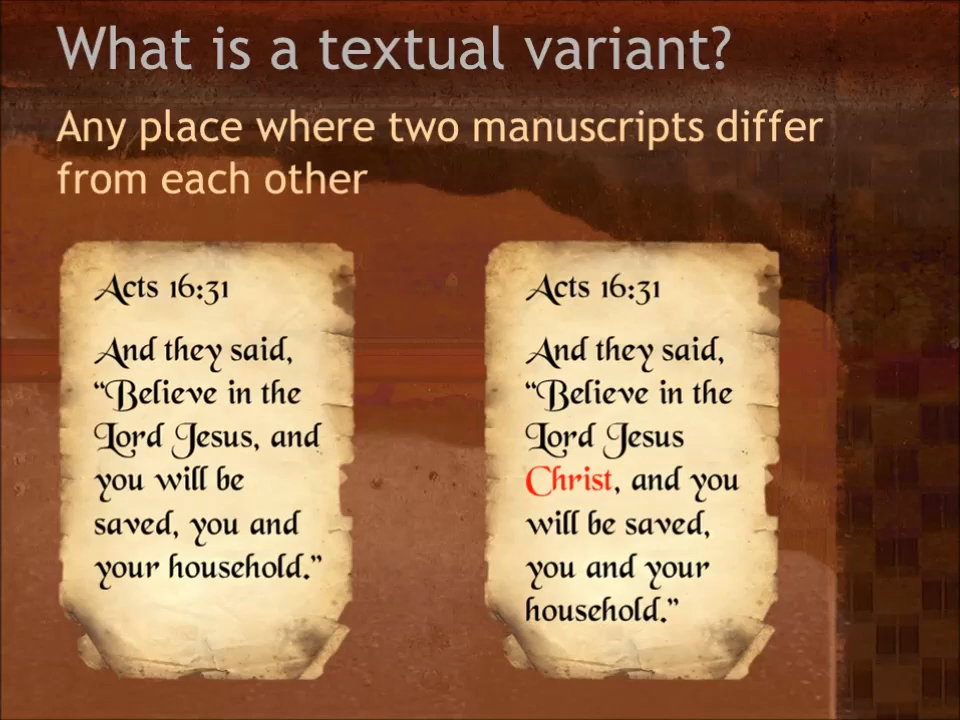 What is a textual variant?
Any place where two manuscripts differ
from each other
Acts 16:31
And they said,
“Believe in the
Lord Jesus, and
you will be
saved, you and
your household.”
Acts 16:31
And they said,
“Believe in the
Lord Jesus
Christ, and you
will be saved,
you and your
household.”